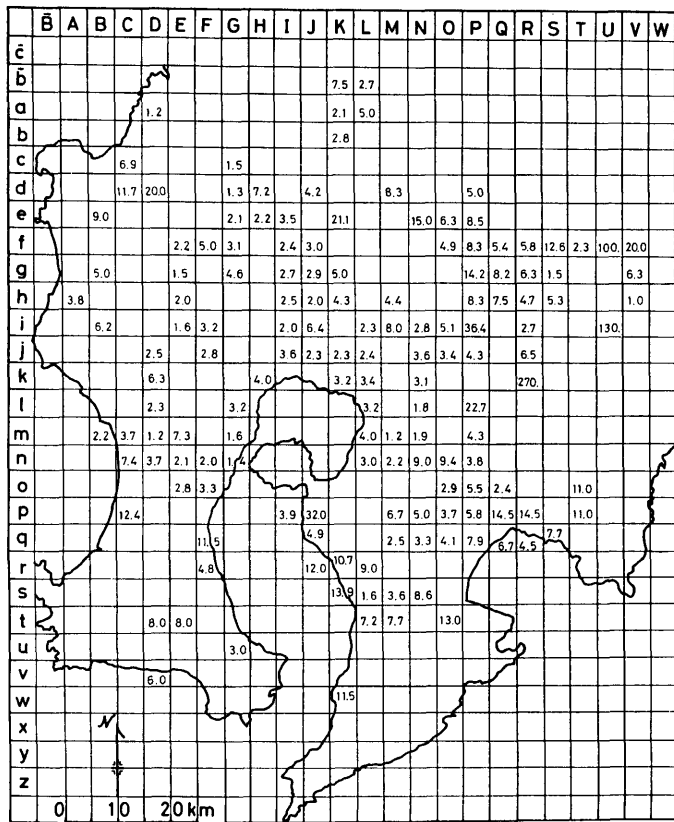 B̄ A B C D E F G H I J K L M N O P Q R S T U V W
c̄
b̄ 7.5 2.7
a 1.2 2.1 5.0
b 2.8
c 6.9 1.5
d 11.7 20.0 1.3 7.2 4.2 8.3 5.0
e 9.0 2.1 2.2 3.5 21.1 15.0 6.3 8.5
f 2.2 5.0 3.1 2.4 3.0 4.9 8.3 5.4 5.8 12.6 2.3 100. 20.0
g 5.0 1.5 4.6 2.7 2.9 5.0 14.2 8.2 6.3 1.5 6.3
h 3.8 2.0 2.5 2.0 4.3 4.4 8.3 7.5 4.7 5.3 1.0
i 6.2 1.6 3.2 2.0 6.4 2.3 8.0 2.8 5.1 36.4 2.7 130.
j 2.5 2.8 3.6 2.3 2.3 2.4 3.6 3.4 4.3 6.5
k 6.3 4.0 3.2 3.4 3.1 270.
l 2.3 3.2 3.2 1.8 22.7
m 2.2 3.7 1.2 7.3 1.6 4.0 1.2 1.9 4.3
n 7.4 3.7 2.1 2.0 1.4 3.0 2.2 9.0 9.4 3.8
o 2.8 3.3 2.9 5.5 2.4 11.0
p 12.4 3.9 32.0 6.7 5.0 3.7 5.8 14.5 14.5 11.0
q 11.5 4.9 2.5 3.3 4.1 7.9 6.7 4.5 7.7
r 4.8 12.0 10.7 9.0
s 13.9 1.6 3.6 8.6
t 8.0 8.0 7.2 7.7 13.0
u 3.0
v 6.0
w 11.5
N
x
y
z
0 10 20 km